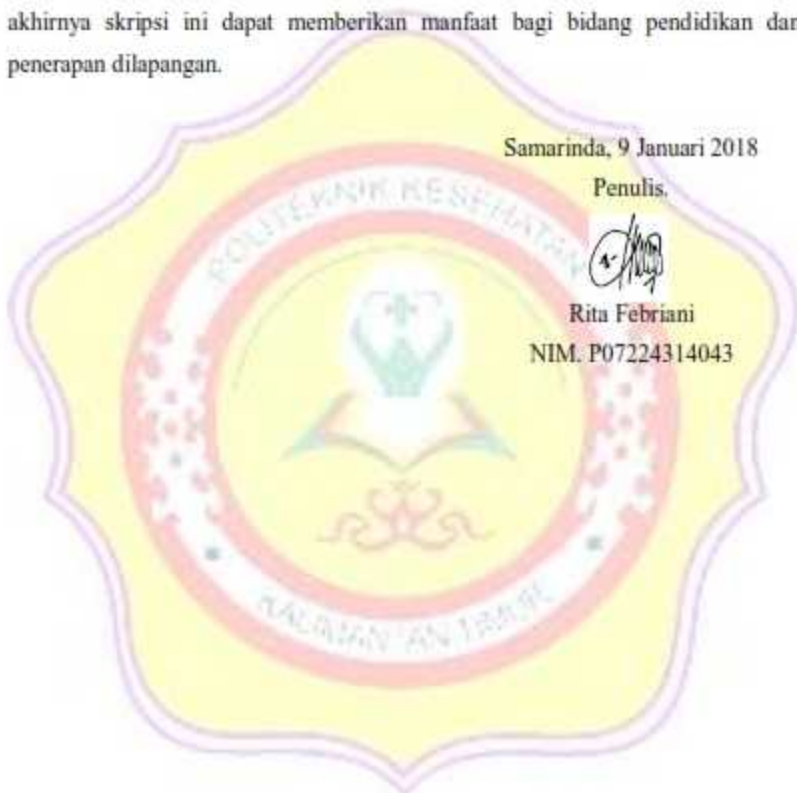 akhirnya skripsi ini dapat memberikan manfaat bagi bidang pendidikan dan
penerapan dilapangan.
Samarinda, 9 Januari 2018
Penulis.
Rita Febriani
NIM. P07224314043
POLITEKNIK KESEHATAN
KALIMANTAN TIMUR